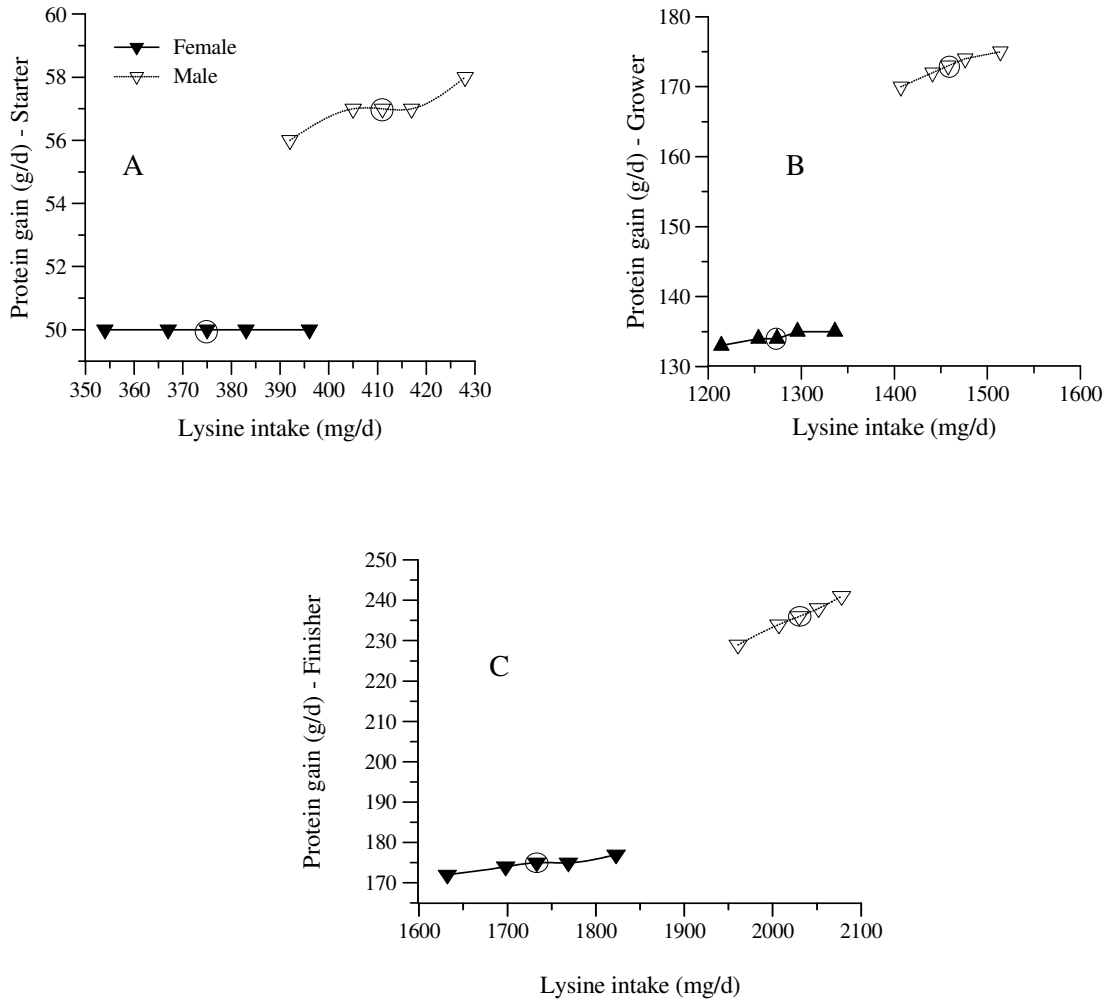 60
58
56
54
52
50
Protein gain (g/d) - Starter
Female
Male
A
350 360 370 380 390 400 410 420 430
Lysine intake (mg/d)
180
170
160
150
140
130
Protein gain (g/d) - Grower
B
1200 1300 1400 1500 1600
Lysine intake (mg/d)
250
240
230
220
210
200
190
180
170
Protein gain (g/d) - Finisher
C
1600 1700 1800 1900 2000 2100
Lysine intake (mg/d)